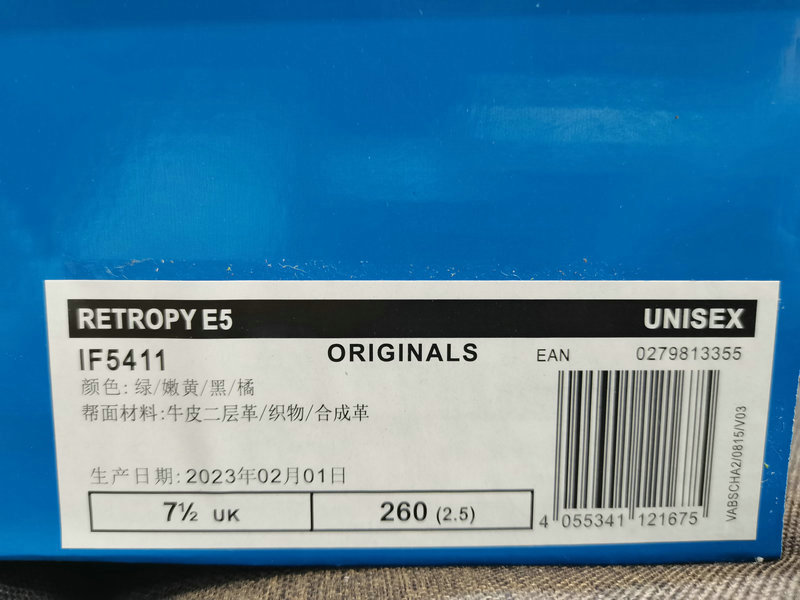 RETROPY E5 UNISEX
IF5411 ORIGINALS EAN 0279813355
颜色: 绿/嫩黄/黑/橘
帮面材料:牛皮二层革/织物/合成革
生产日期: 2023年02月01日
7½ UK 260 (2.5)
4 055341 121675
VABSCHA2/0815/V03